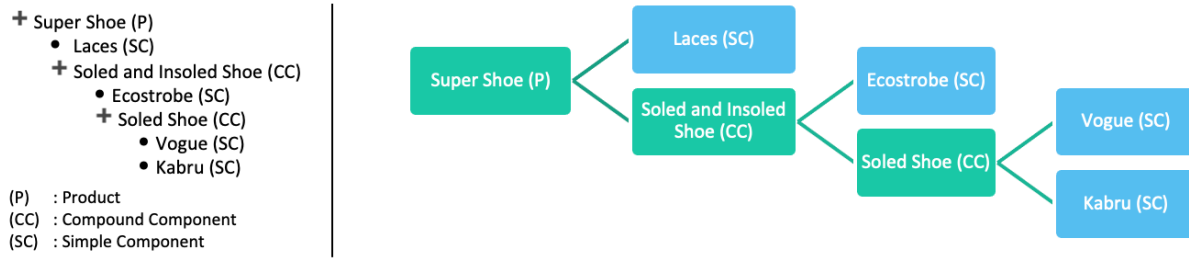 Super Shoe (P)
Laces (SC)
Soled and Insoled Shoe (CC)
Ecostrobe (SC)
Soled Shoe (CC)
Vogue (SC)
Kabru (SC)
(P) : Product
(CC) : Compound Component
(SC) : Simple Component
Super Shoe (P)
Laces (SC)
Soled and Insoled
Shoe (CC)
Ecostrobe (SC)
Soled Shoe (CC)
Vogue (SC)
Kabru (SC)